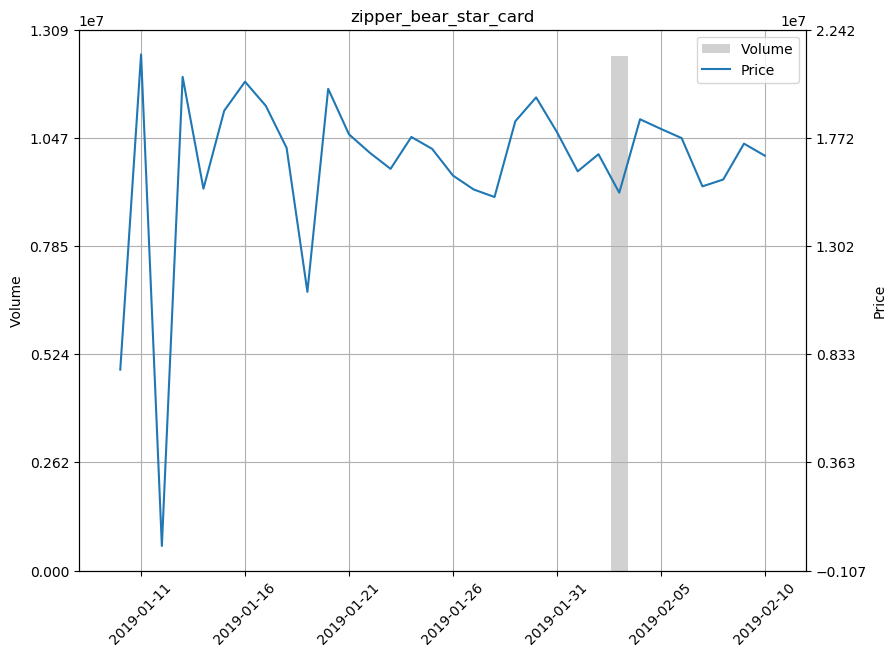 zipper_bear_star_card
1e7
1e7
1.309
1.047
0.785
0.524
0.262
0.000
Volume
2.242
1.772
1.302
0.833
0.363
−0.107
Price
Volume
Price
2019-01-11
2019-01-16
2019-01-21
2019-01-26
2019-01-31
2019-02-05
2019-02-10